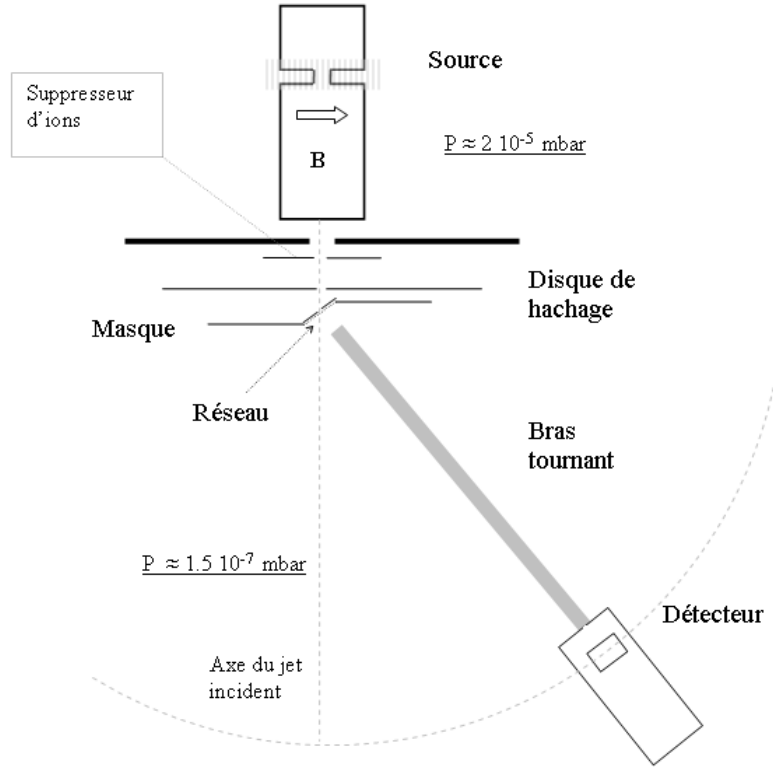 Source
Suppresseur
d'ions
P ≈ 2 10⁻⁵ mbar
B
Disque de
hachage
Masque
Réseau
Bras
tournant
P ≈ 1.5 10⁻⁷ mbar
Détecteur
Axe du jet
incident